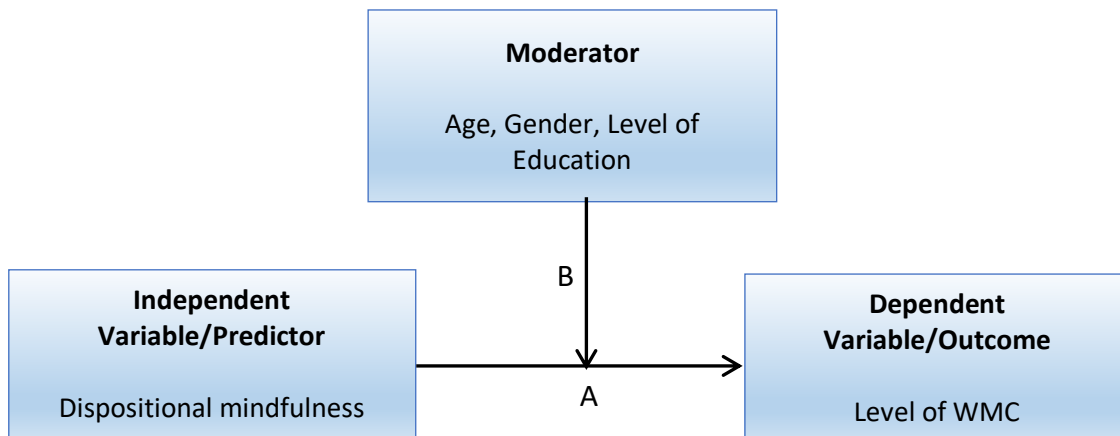 Moderator
Age, Gender, Level of
Education
B
Independent
Variable/Predictor
Dispositional mindfulness
A
Dependent
Variable/Outcome
Level of WMC